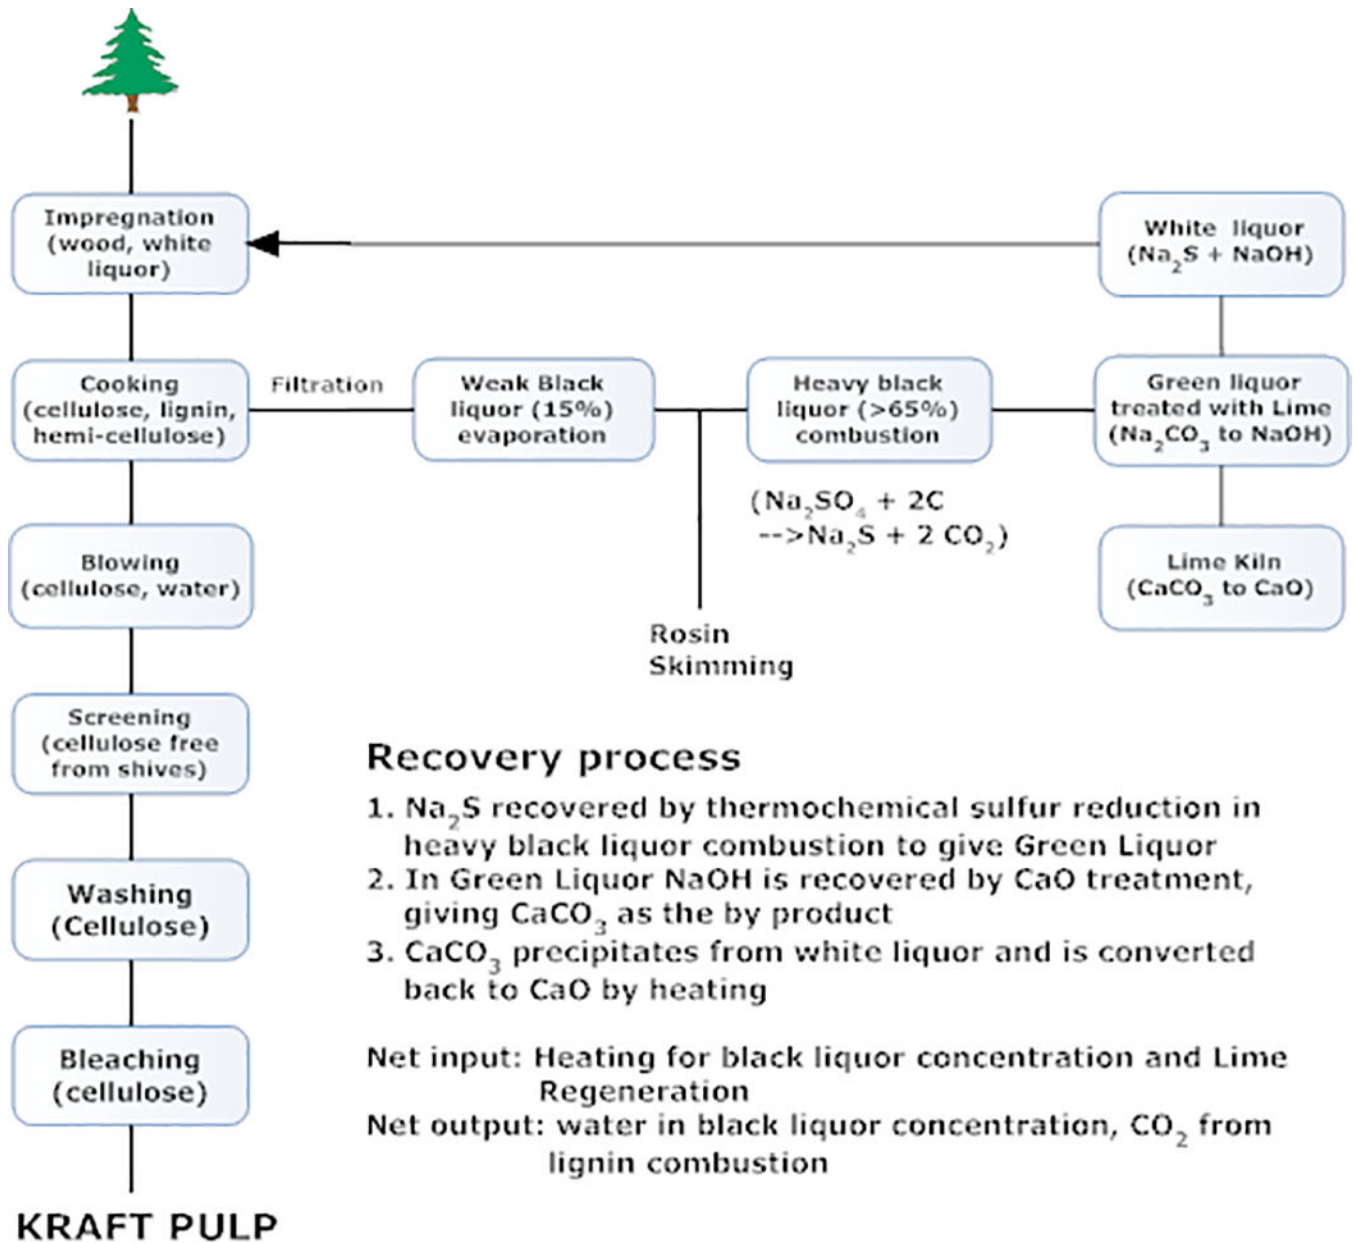 Impregnation
(wood, white
liquor)
White liquor
(Na₂S + NaOH)
Cooking
(cellulose, lignin,
hemi-cellulose)
Filtration
Weak Black
liquor (15%)
evaporation
Heavy black
liquor (>65%)
combustion
Green liquor
treated with Lime
(Na₂CO₃ to NaOH)
(Na₂SO₄ + 2C
-->Na₂S + 2 CO₂)
Blowing
(cellulose, water)
Lime Kiln
(CaCO₃ to CaO)
Rosin
Skimming
Screening
(cellulose free
from shives)
Washing
(Cellulose)
Bleaching
(cellulose)
KRAFT PULP
Recovery process
1. Na₂S recovered by thermochemical sulfur reduction in
heavy black liquor combustion to give Green Liquor
2. In Green Liquor NaOH is recovered by CaO treatment,
giving CaCO₃ as the by product
3. CaCO₃ precipitates from white liquor and is converted
back to CaO by heating
Net input: Heating for black liquor concentration and Lime
Regeneration
Net output: water in black liquor concentration, CO₂ from
lignin combustion